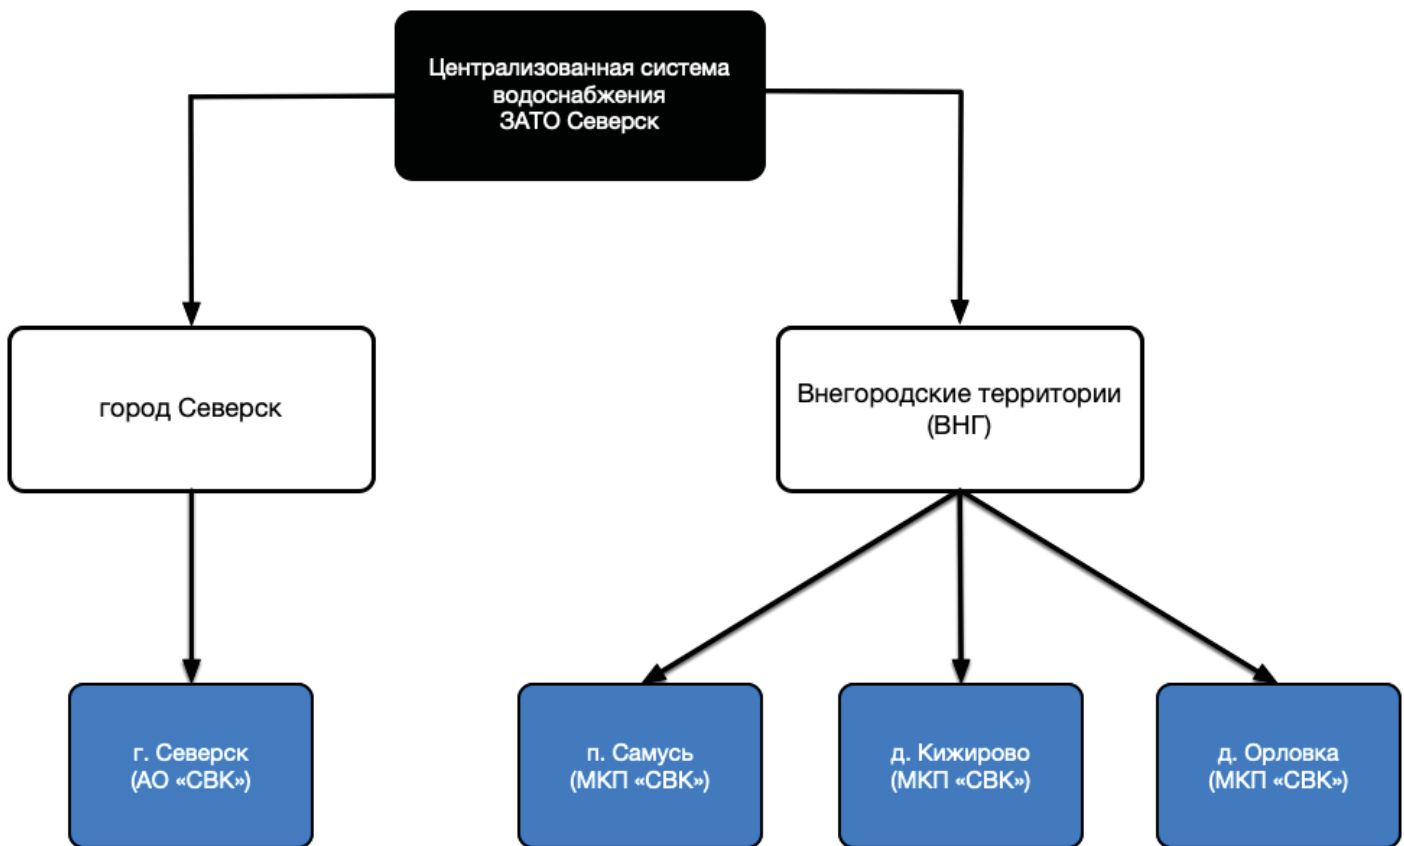 Централизованная система
водоснабжения
ЗАТО Северск
город Северск
Внегородские территории
(ВНГ)
г. Северск
(АО «СВК»)
п. Самусь
(МКП «СВК»)
д. Кижирово
(МКП «СВК»)
д. Орловка
(МКП «СВК»)